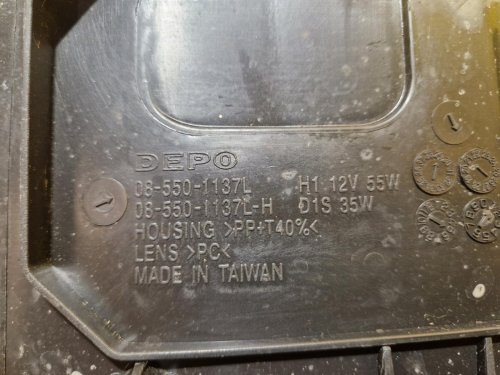 DEPO
08-550-1137L H1 12V 55W
08-550-1137L-H D1S 35W
HOUSING >PP+T40%<
LENS >PC<
MADE IN TAIWAN